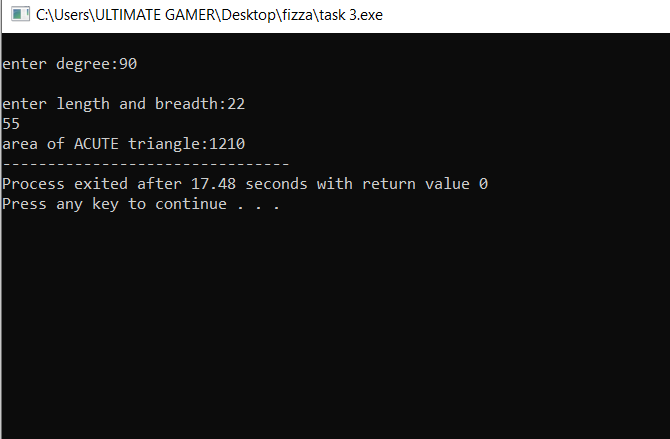 C:\Users\ULTIMATE GAMER\Desktop\fizza\task 3.exe
enter degree:90
enter length and breadth:22
55
area of ACUTE triangle:1210
--------------------------------
Process exited after 17.48 seconds with return value 0
Press any key to continue . . .